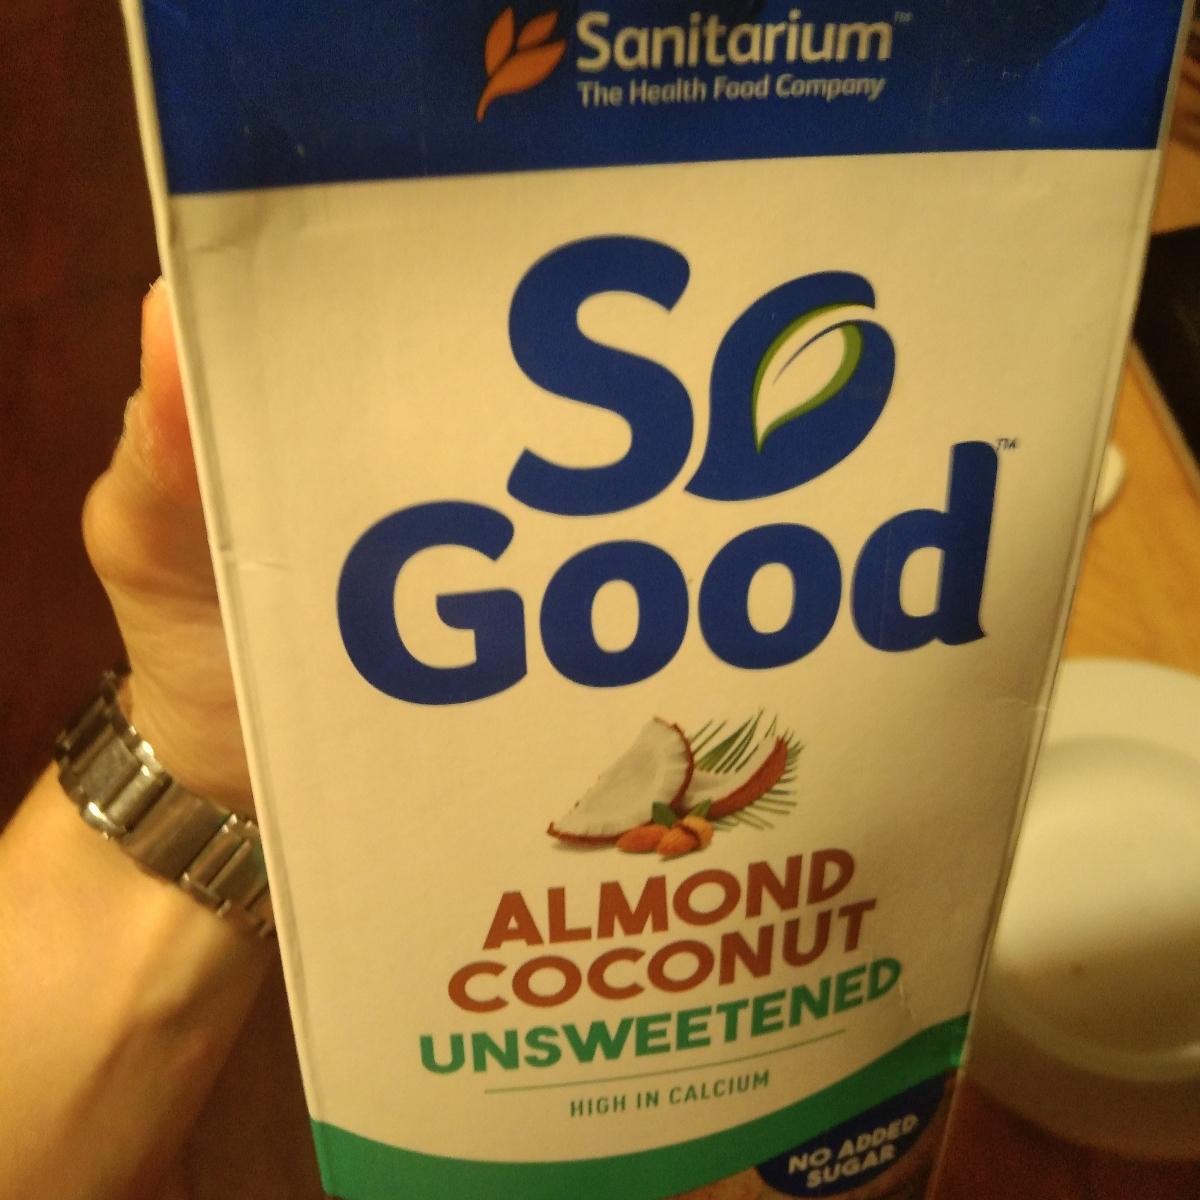 Sanitarium™
The Health Food Company
So
Good™
ALMOND
COCONUT
UNSWEETENED
HIGH IN CALCIUM
NO ADDED
SUGAR